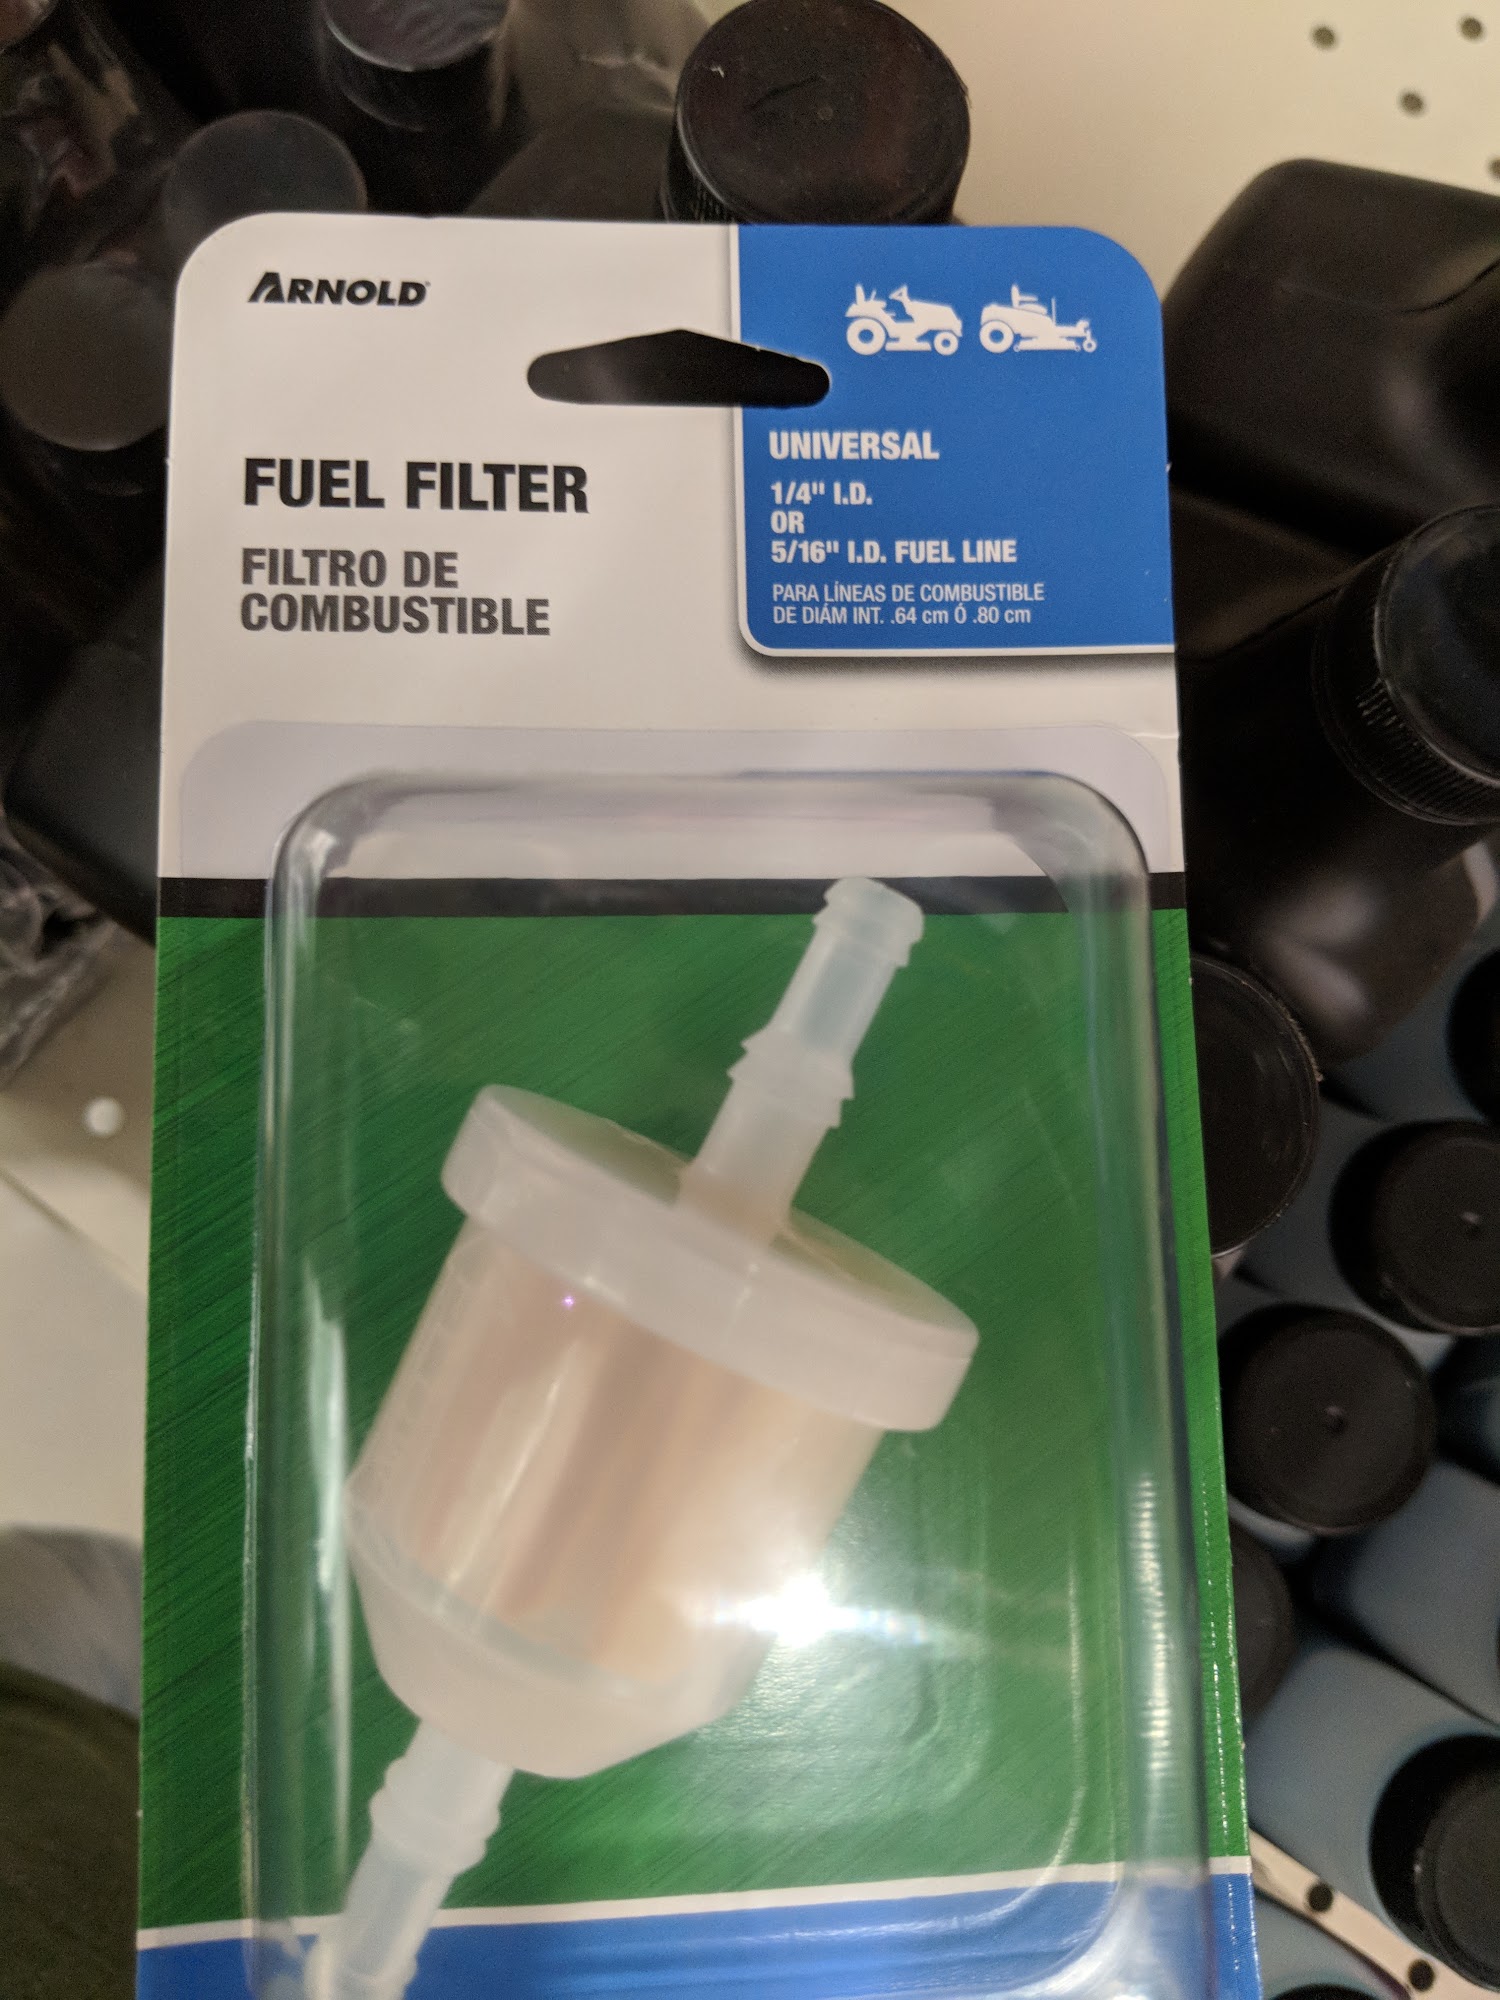 ARNOLD
FUEL FILTER
FILTRO DE
COMBUSTIBLE
UNIVERSAL
1/4" I.D.
OR
5/16" I.D. FUEL LINE
PARA LÍNEAS DE COMBUSTIBLE
DE DIÁM INT. .64 cm Ó .80 cm